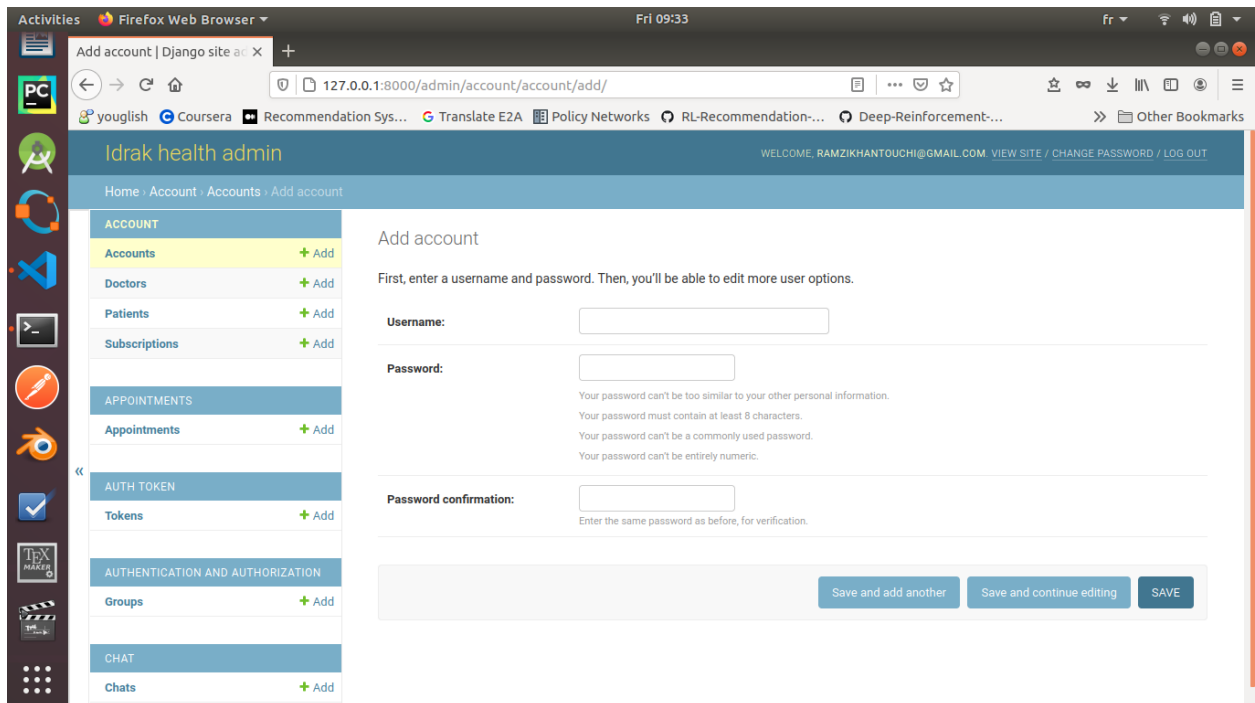 Activities Firefox Web Browser Fri 09:33 fr
Add account | Django site ad
127.0.0.1:8000/admin/account/account/add/
youglish Coursera Recommendation Sys... Translate E2A Policy Networks RL-Recommendation-... Deep-Reinforcement-... Other Bookmarks
Idrak health admin
WELCOME, RAMZIKHANTOUCHI@GMAIL.COM. VIEW SITE / CHANGE PASSWORD / LOG OUT
Home › Account › Accounts › Add account
ACCOUNT
Accounts + Add
Doctors + Add
Patients + Add
Subscriptions + Add
APPOINTMENTS
Appointments + Add
AUTH TOKEN
Tokens + Add
AUTHENTICATION AND AUTHORIZATION
Groups + Add
CHAT
Chats + Add
«
Add account
First, enter a username and password. Then, you'll be able to edit more user options.
Username:
Password:
Your password can't be too similar to your other personal information.
Your password must contain at least 8 characters.
Your password can't be a commonly used password.
Your password can't be entirely numeric.
Password confirmation:
Enter the same password as before, for verification.
Save and add another Save and continue editing SAVE
PC
TEX
MAKER